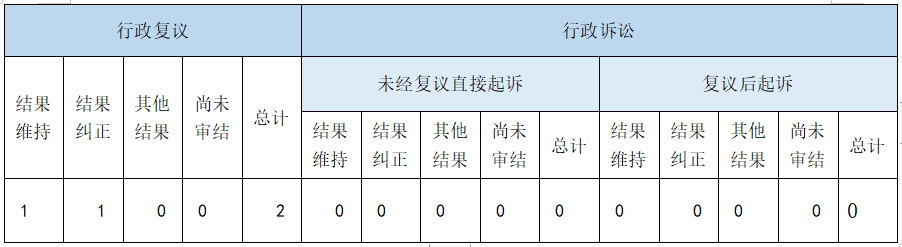 行政复议 行政诉讼
未经复议直接起诉 复议后起诉
结果维持 结果纠正 其他结果 尚未审结 总计 结果维持 结果纠正 其他结果 尚未审结 总计 结果维持 结果纠正 其他结果 尚未审结 总计
1 1 0 0 2 0 0 0 0 0 0 0 0 0 0